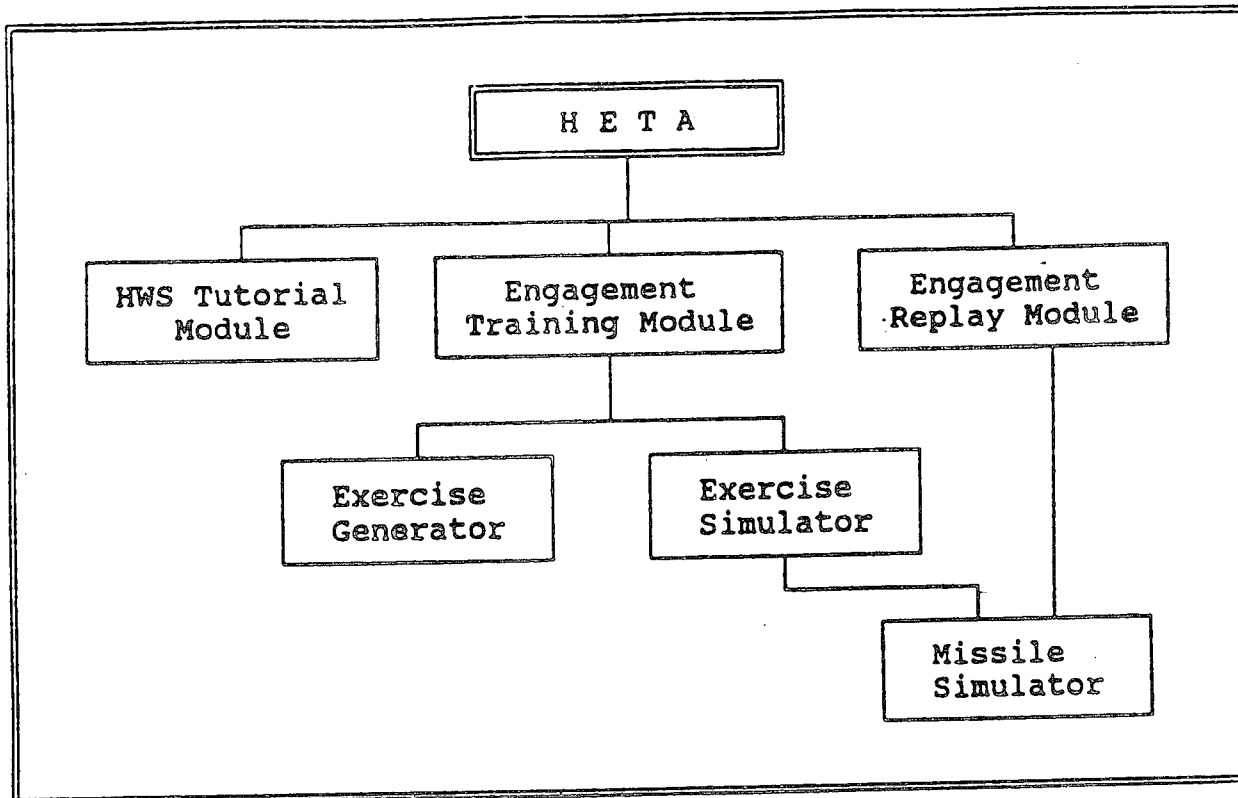 H E T A
HWS Tutorial
Module
Engagement
Training Module
Engagement
Replay Module
Exercise
Generator
Exercise
Simulator
Missile
Simulator